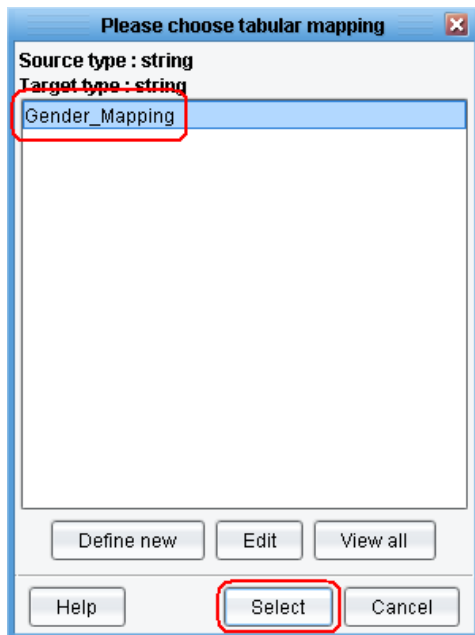 Please choose tabular mapping
Source type : string
Target type : string
Gender_Mapping
Define new Edit View all
Help Select Cancel